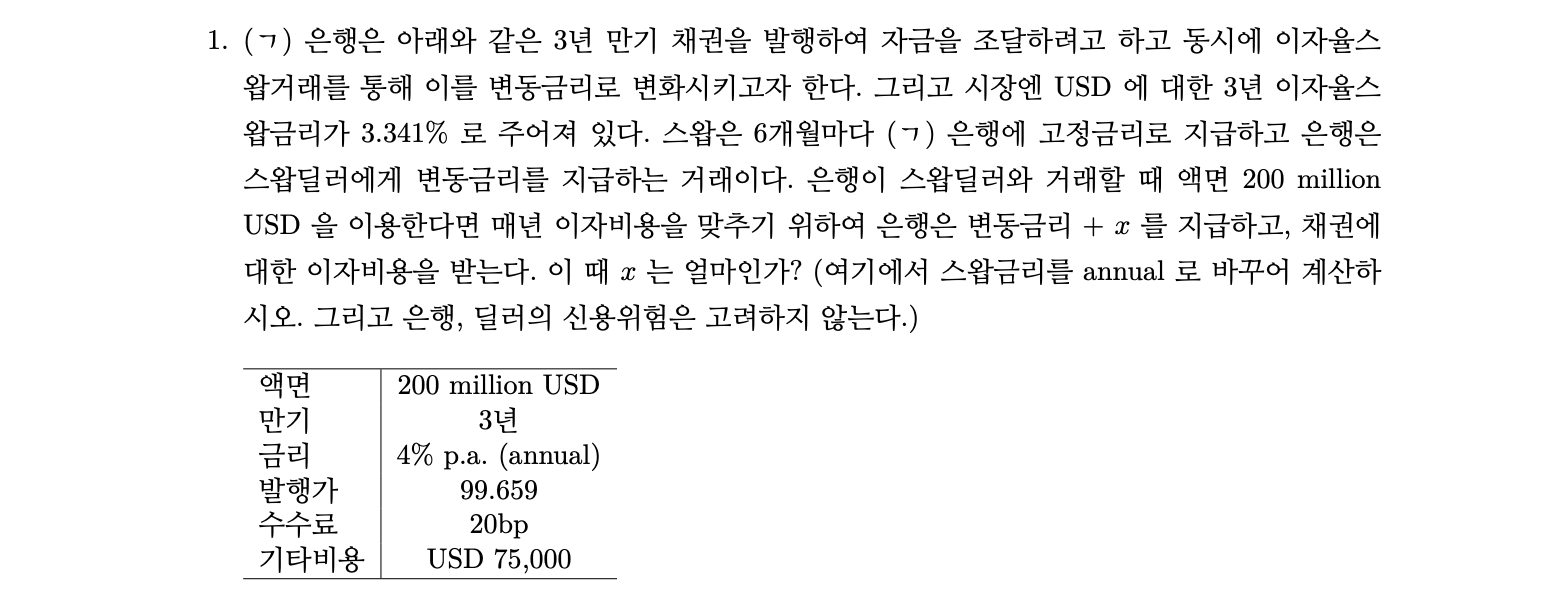 1. (ㄱ) 은행은 아래와 같은 3년 만기 채권을 발행하여 자금을 조달하려고 하고 동시에 이자율스
왑거래를 통해 이를 변동금리로 변화시키고자 한다. 그리고 시장엔 USD 에 대한 3년 이자율스
왑금리가 3.341% 로 주어져 있다. 스왑은 6개월마다 (ㄱ) 은행에 고정금리로 지급하고 은행은
스왑딜러에게 변동금리를 지급하는 거래이다. 은행이 스왑딜러와 거래할 때 액면 200 million
USD 을 이용한다면 매년 이자비용을 맞추기 위하여 은행은 변동금리 + x 를 지급하고, 채권에
대한 이자비용을 받는다. 이 때 x 는 얼마인가? (여기에서 스왑금리를 annual 로 바꾸어 계산하
시오. 그리고 은행, 딜러의 신용위험은 고려하지 않는다.)
액면 200 million USD
만기 3년
금리 4% p.a. (annual)
발행가 99.659
수수료 20bp
기타비용 USD 75,000